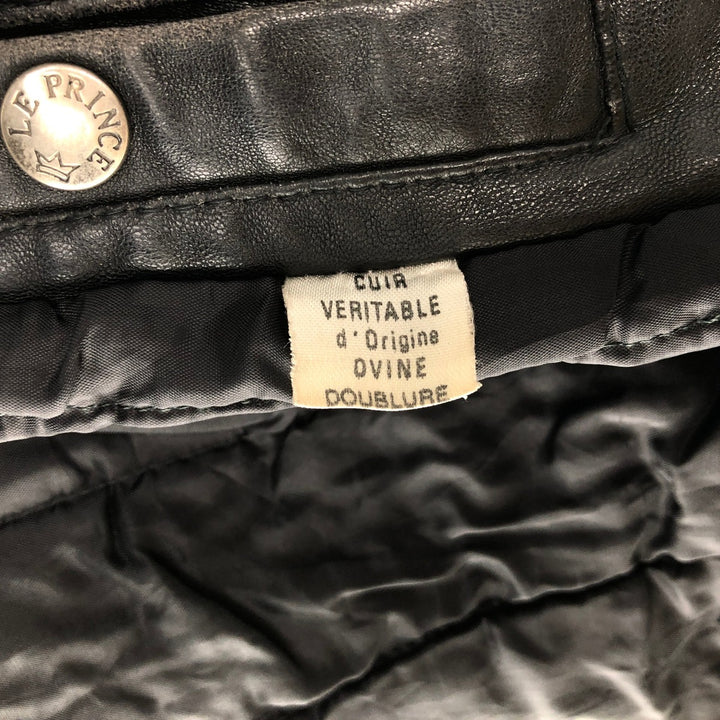 LE PRINCE
CUIR
VERITABLE
d'Origine
OVINE
DOUBLURE